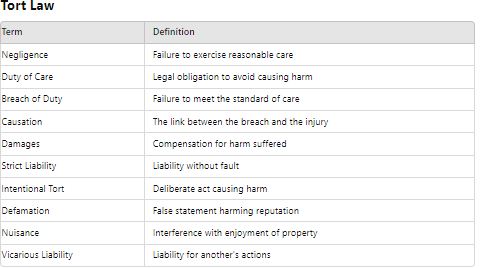 Tort Law
Term Definition
Negligence Failure to exercise reasonable care
Duty of Care Legal obligation to avoid causing harm
Breach of Duty Failure to meet the standard of care
Causation The link between the breach and the injury
Damages Compensation for harm suffered
Strict Liability Liability without fault
Intentional Tort Deliberate act causing harm
Defamation False statement harming reputation
Nuisance Interference with enjoyment of property
Vicarious Liability Liability for another's actions